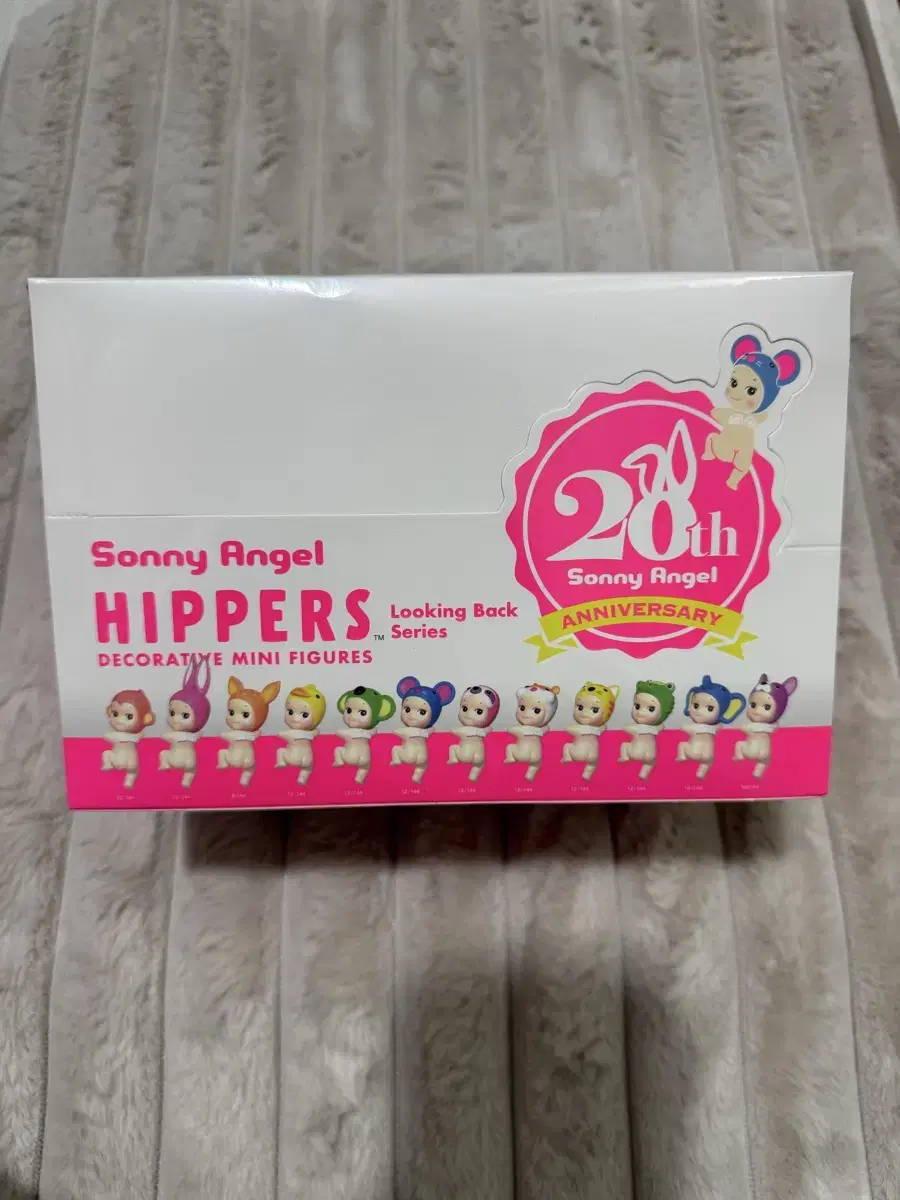 20th
Sonny Angel
ANNIVERSARY
Sonny Angel
HIPPERS™
Looking Back
Series
DECORATIVE MINI FIGURES